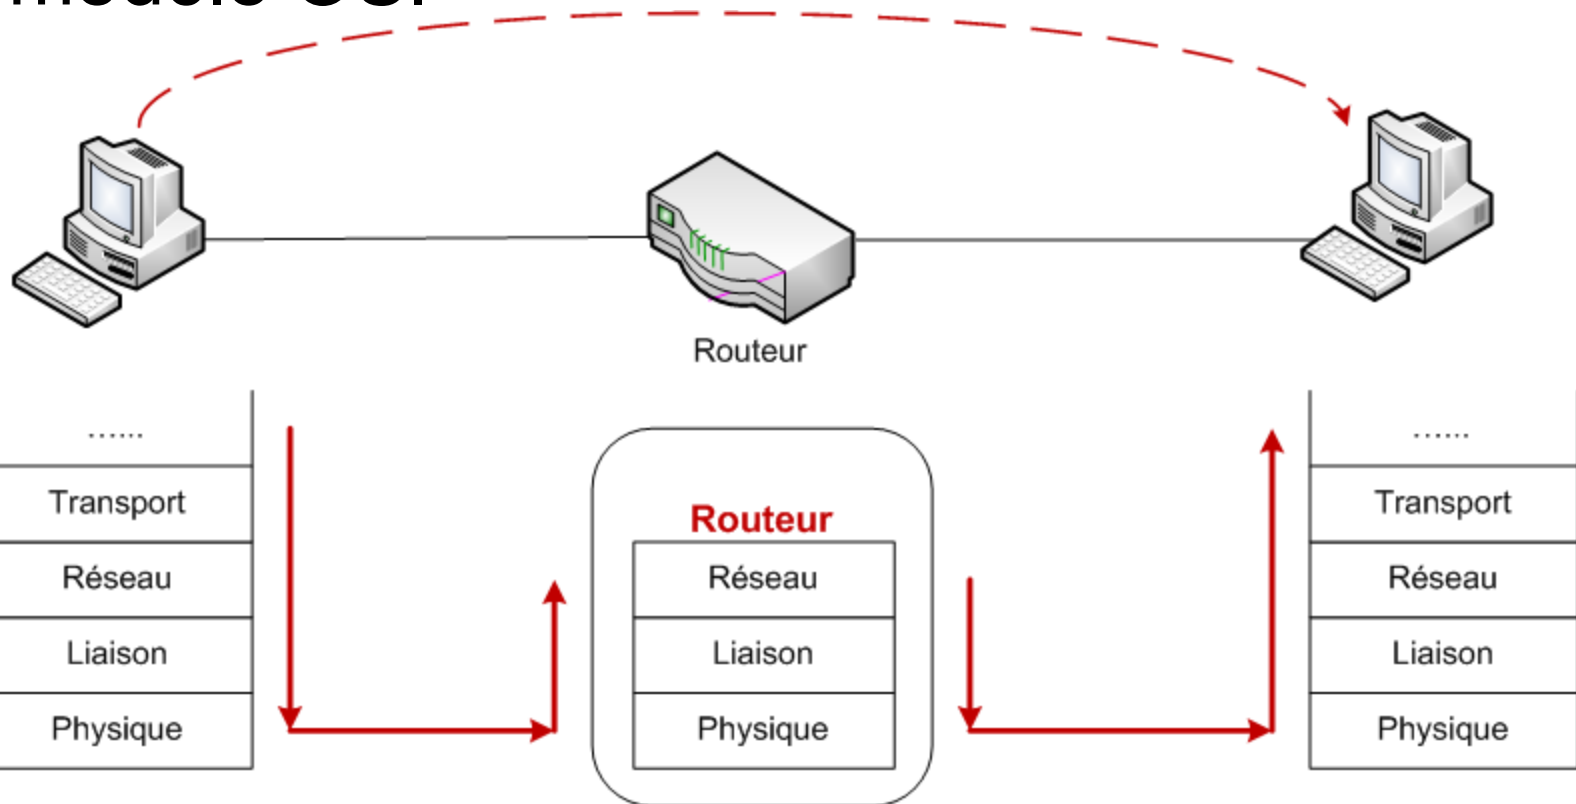 Routeur
......
Transport
Réseau
Liaison
Physique
Routeur
Réseau
Liaison
Physique
......
Transport
Réseau
Liaison
Physique